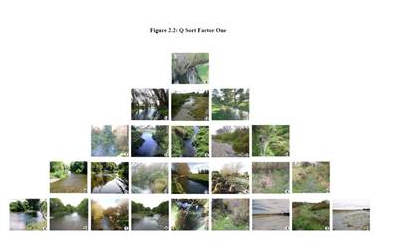 Figure 2.2: Q Sort Factor One